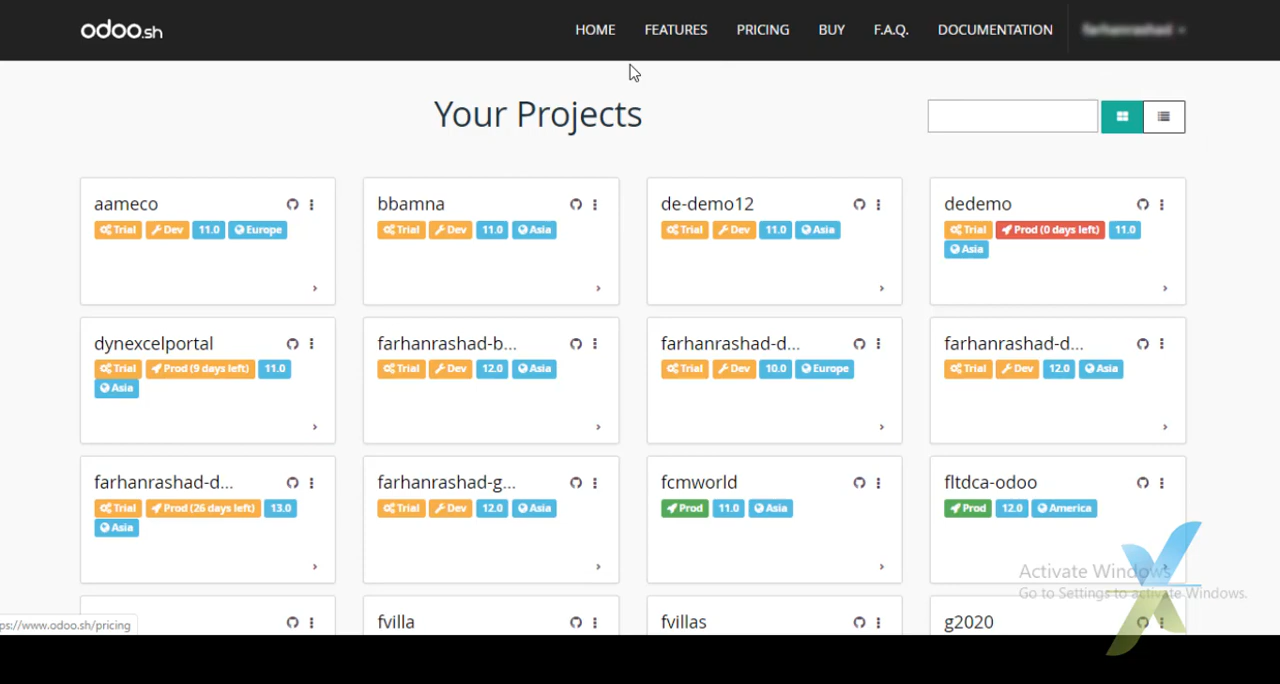 odoo.sh
HOME FEATURES PRICING BUY F.A.Q. DOCUMENTATION
Your Projects
aameco
Trial Dev 11.0 Europe
bbamna
Trial Dev 11.0 Asia
de-demo12
Trial Dev 11.0 Asia
dedemo
Trial Prod (0 days left) 11.0
Asia
dynexcelportal
Trial Prod (9 days left) 11.0
Asia
farhanrashad-b...
Trial Dev 12.0 Asia
farhanrashad-d...
Trial Dev 10.0 Europe
farhanrashad-d...
Trial Dev 12.0 Asia
farhanrashad-d...
Trial Prod (26 days left) 13.0
Asia
farhanrashad-g...
Trial Dev 12.0 Asia
fcmworld
Prod 11.0 Asia
fltdca-odoo
Prod 12.0 America
fvilla
fvillas
g2020
Activate Windows
Go to Settings to activate Windows.
ps://www.odoo.sh/pricing